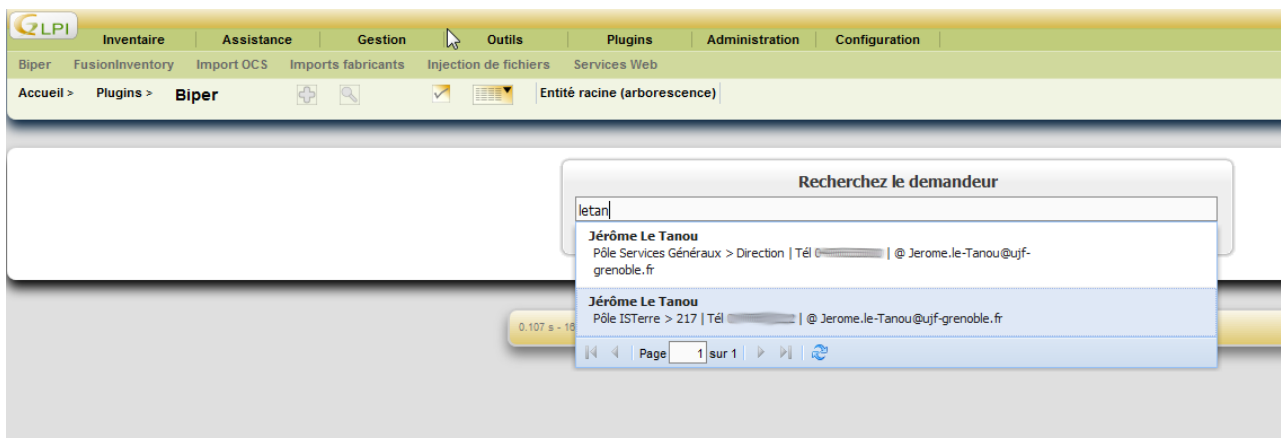 GLPI
Inventaire Assistance Gestion Outils Plugins Administration Configuration
Biper FusionInventory Import OCS Imports fabricants Injection de fichiers Services Web
Accueil > Plugins > Biper Entité racine (arborescence)
Recherchez le demandeur
letan
Jérôme Le Tanou
Pôle Services Généraux > Direction | Tél | @ Jerome.le-Tanou@ujf-
grenoble.fr
Jérôme Le Tanou
Pôle ISTerre > 217 | Tél | @ Jerome.le-Tanou@ujf-grenoble.fr
0.107 s - 16
Page 1 sur 1